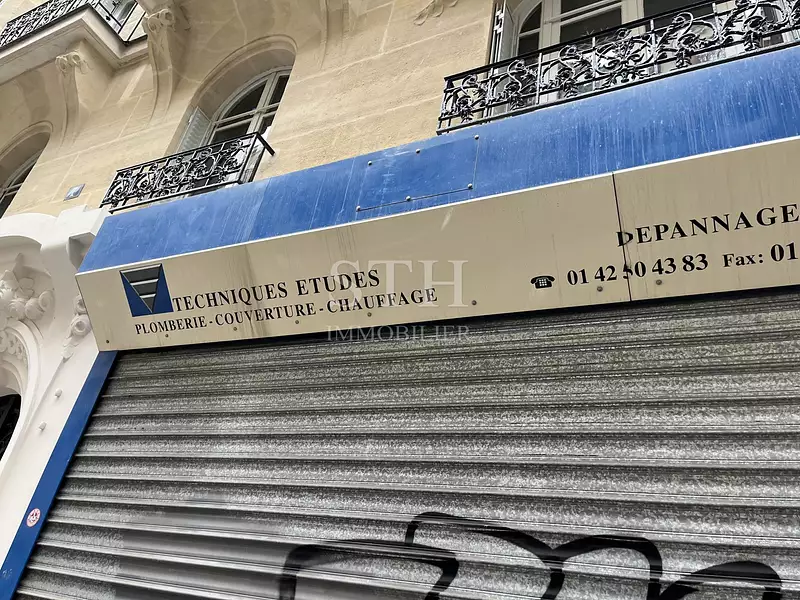 TECHNIQUES ETUDES
PLOMBERIE - COUVERTURE - CHAUFFAGE
DEPANNAGE
01 42 50 43 83 Fax: 01
STH
IMMOBILIER